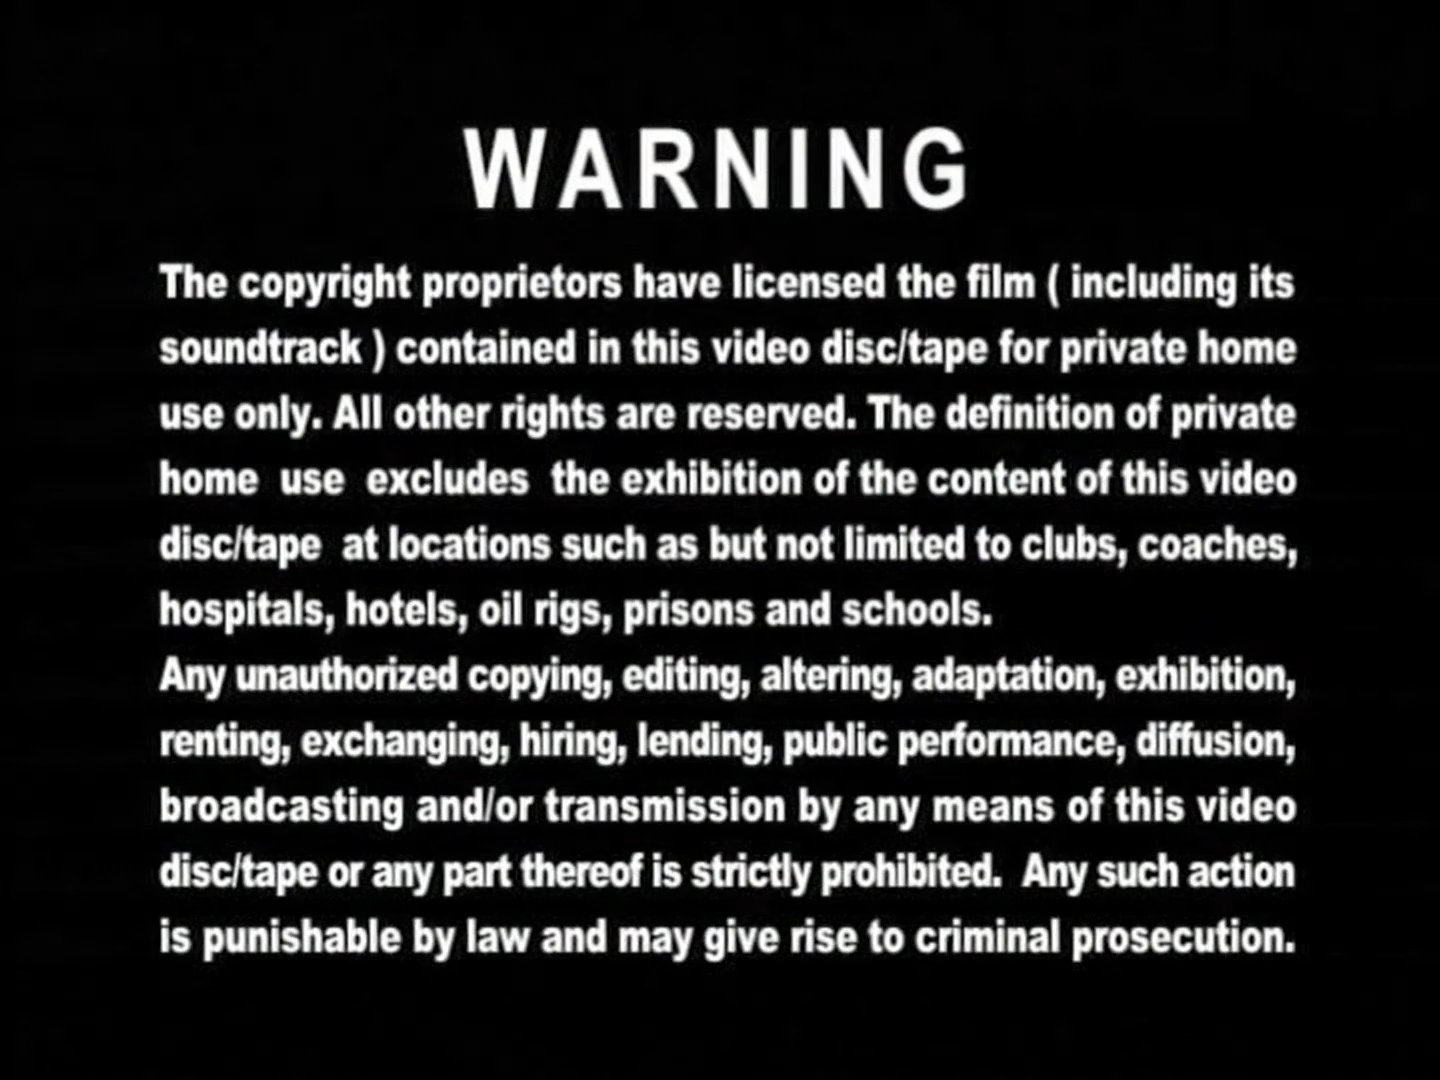 WARNING
The copyright proprietors have licensed the film ( including its
soundtrack ) contained in this video disc/tape for private home
use only. All other rights are reserved. The definition of private
home use excludes the exhibition of the content of this video
disc/tape at locations such as but not limited to clubs, coaches,
hospitals, hotels, oil rigs, prisons and schools.
Any unauthorized copying, editing, altering, adaptation, exhibition,
renting, exchanging, hiring, lending, public performance, diffusion,
broadcasting and/or transmission by any means of this video
disc/tape or any part thereof is strictly prohibited. Any such action
is punishable by law and may give rise to criminal prosecution.